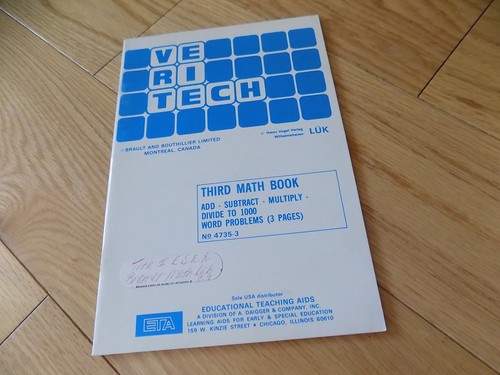 VE
RI
TECH
BRAULT AND BOUTHILLIER LIMITED
MONTREAL, CANADA
© Heinz Vogel Verlag
Wilhelmshaven
LÜK
THIRD MATH BOOK
ADD - SUBTRACT - MULTIPLY -
DIVIDE TO 1000
WORD PROBLEMS (3 PAGES)
Nº 4735-3
Sole USA distributor
ETA
EDUCATIONAL TEACHING AIDS
A DIVISION OF A. DAIGGER & COMPANY, INC.
LEARNING AIDS FOR EARLY & SPECIAL EDUCATION
159 W. KINZIE STREET • CHICAGO, ILLINOIS 60610